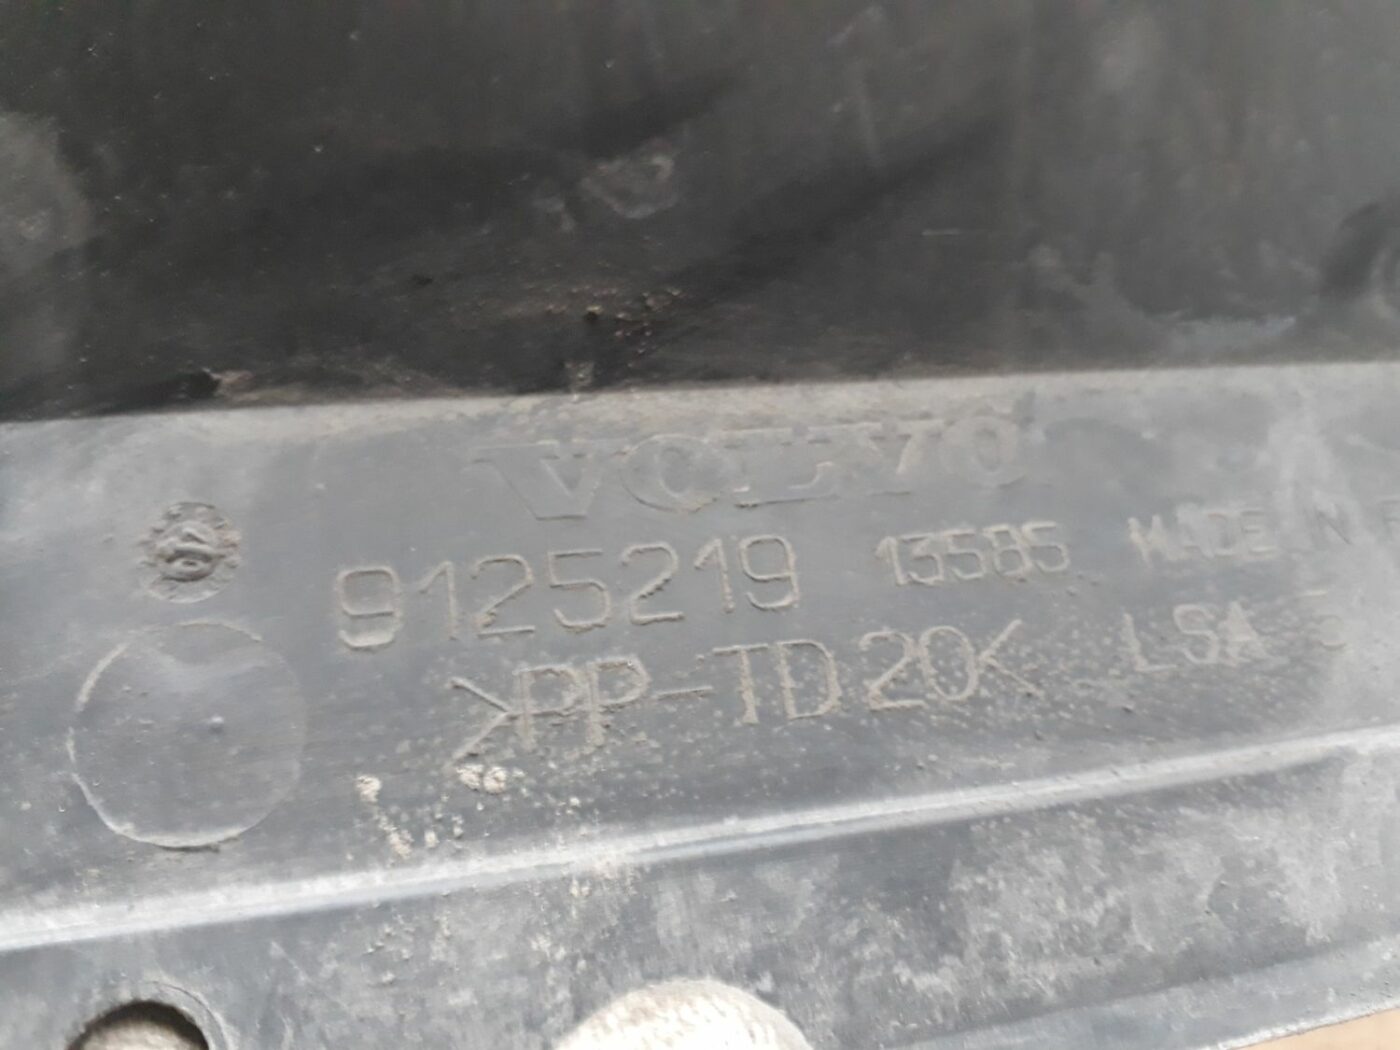 VOLVO
9125219 13585 MADE IN
>PP-TD20< LSA